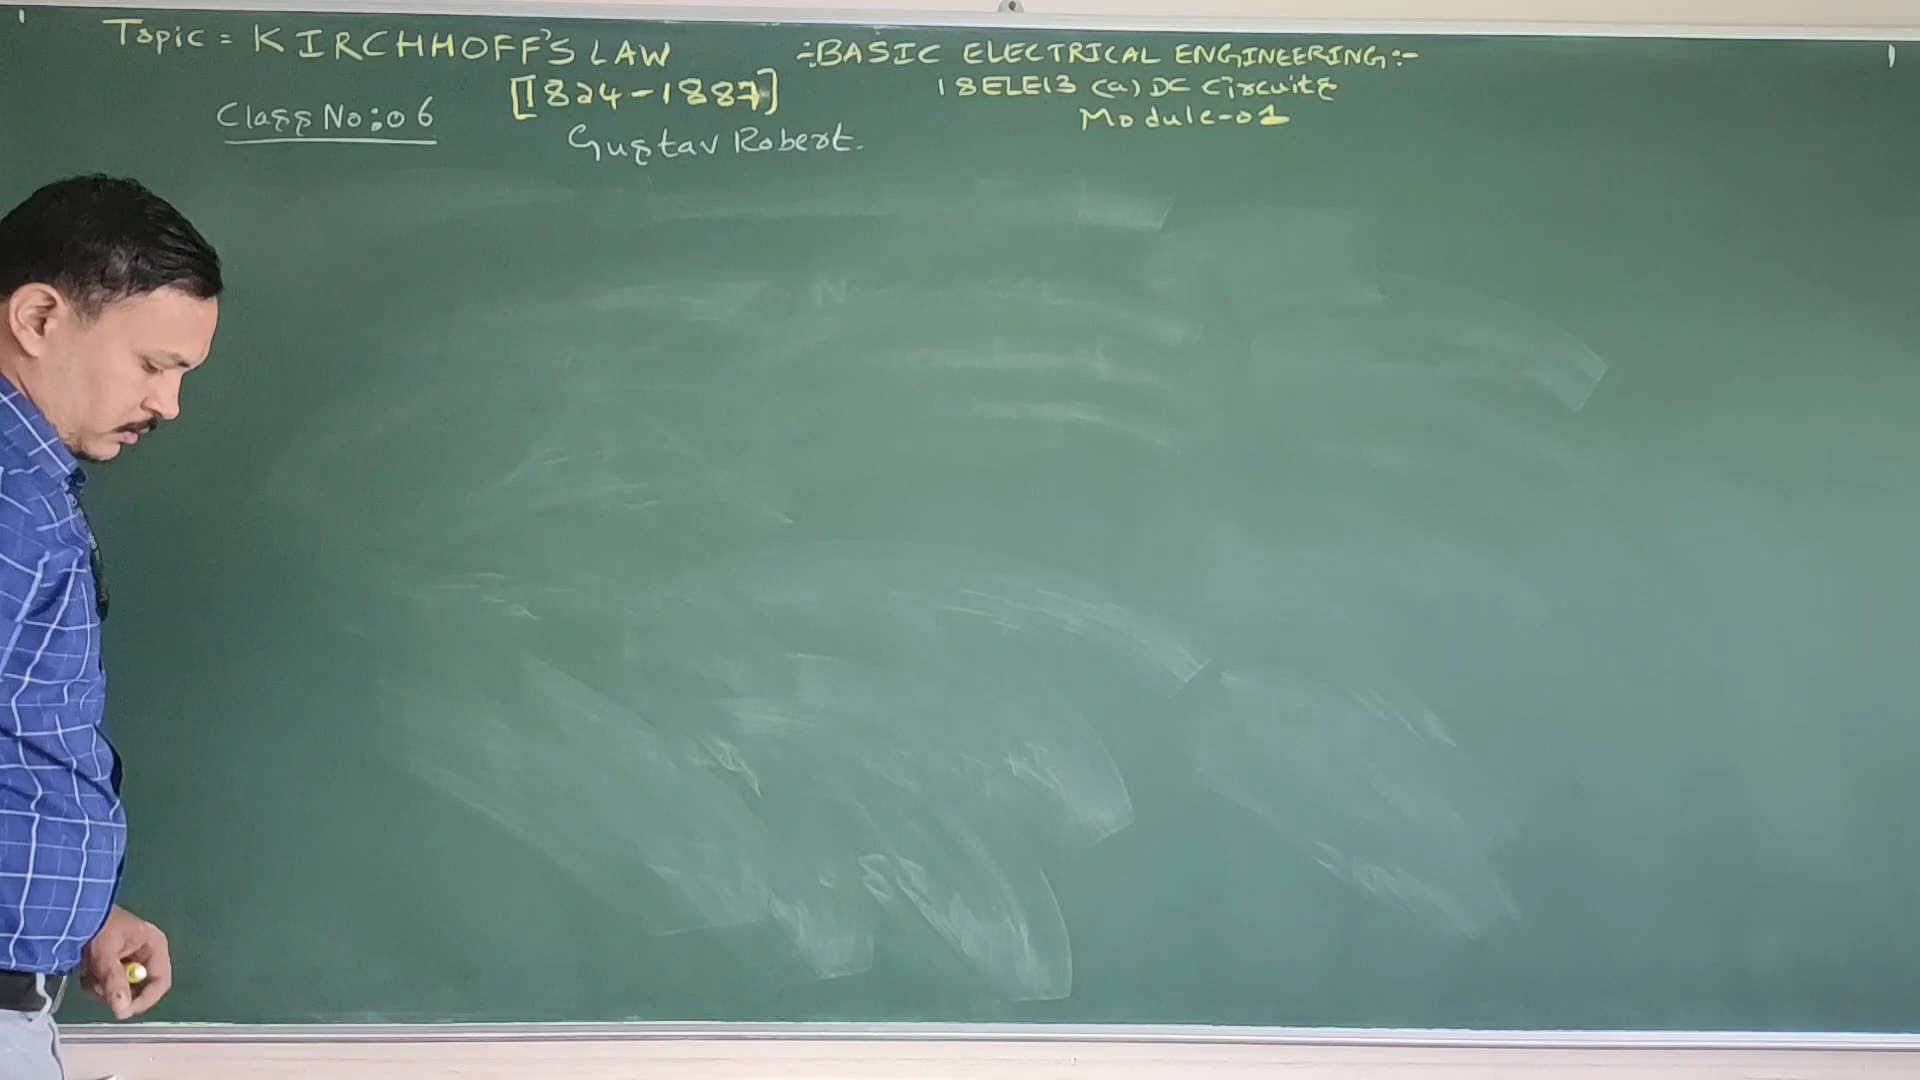 Topic = KIRCHHOFF'S LAW
[1824-1887]
Class No:06
Gustav Robert.
÷BASIC ELECTRICAL ENGINEERING:-
18ELE13 (a) DC Circuits
Module-01